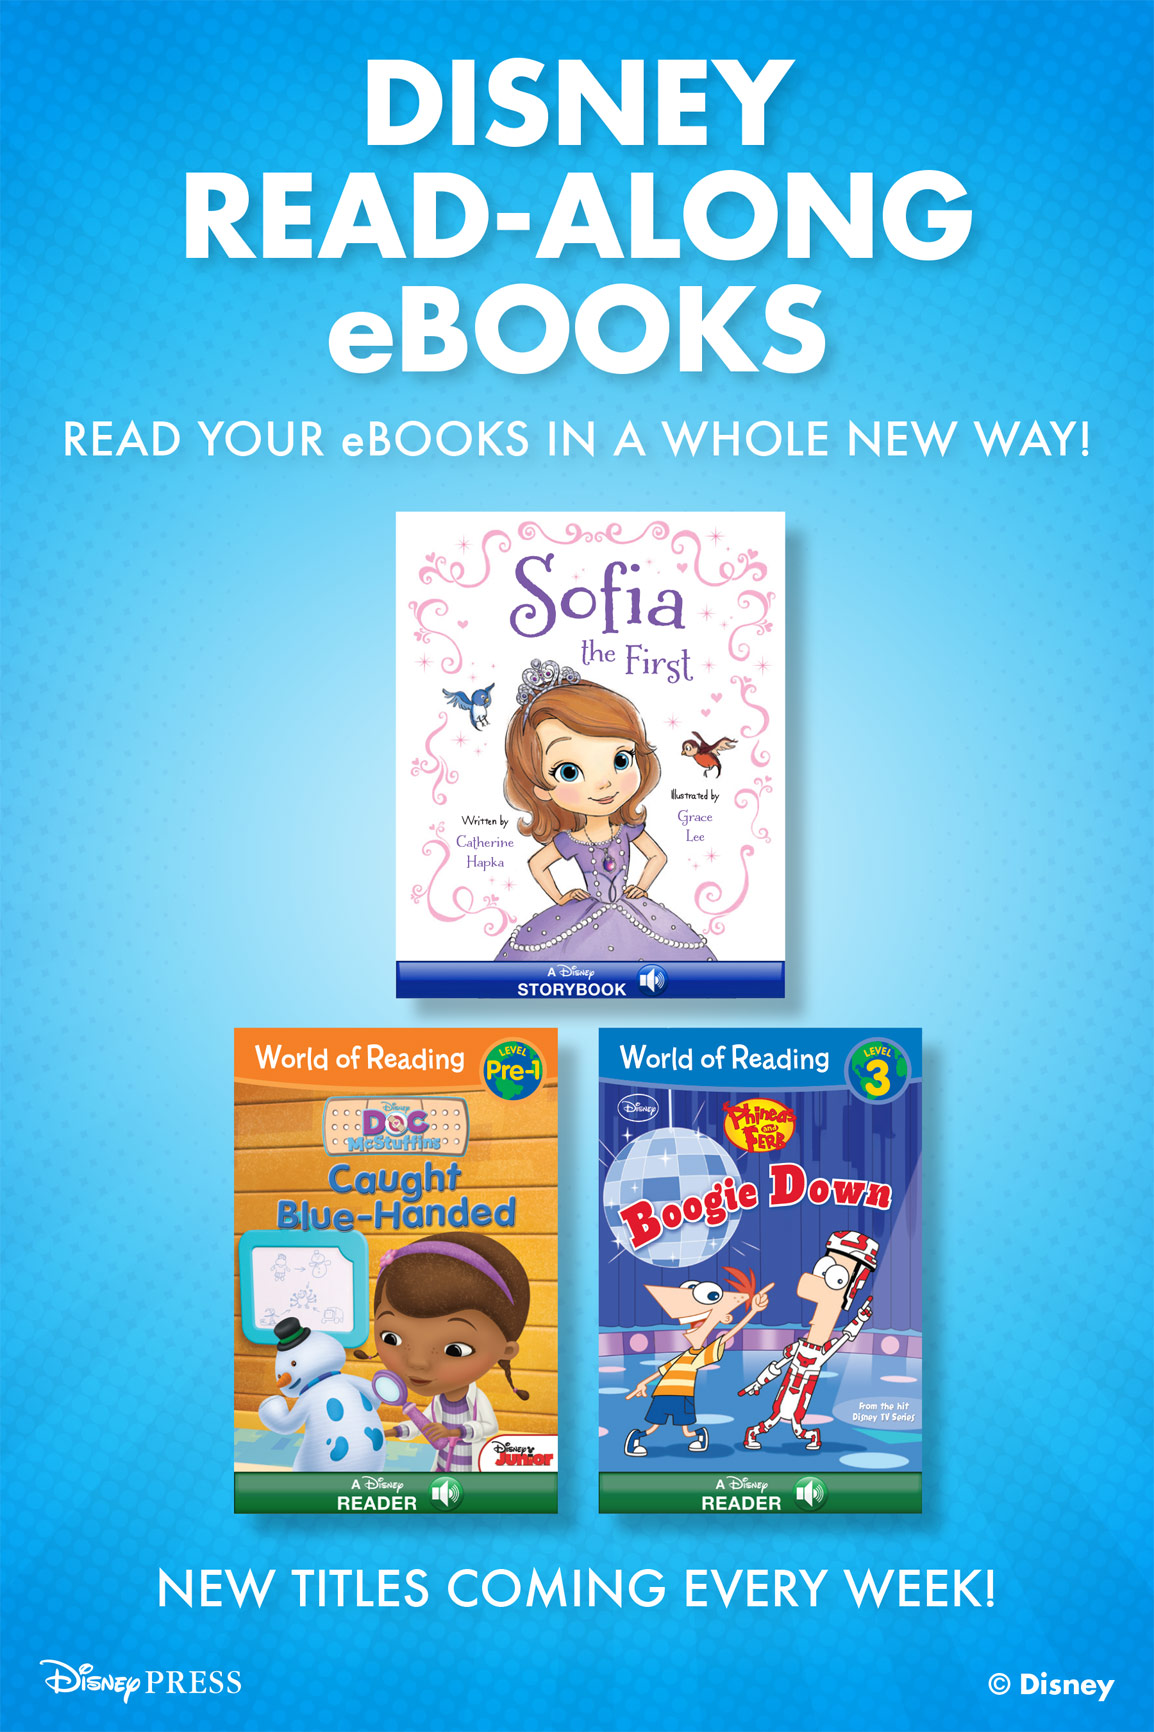 DISNEY
READ-ALONG
eBOOKS
READ YOUR eBOOKS IN A WHOLE NEW WAY!
Sofia
the First
Written by
Catherine
Hapka
Illustrated by
Grace
Lee
A Disney
STORYBOOK
World of Reading
LEVEL
Pre-1
Disney
DOC
McStuffins
Caught
Blue-Handed
Disney
Junior
A Disney
READER
World of Reading
LEVEL
3
Disney
Phineas
and
FERB
Boogie Down
From the hit
Disney TV Series
A Disney
READER
NEW TITLES COMING EVERY WEEK!
Disney PRESS
© Disney